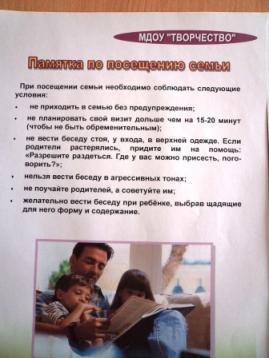 МДОУ "ТВОРЧЕСТВО"
Памятка по посещению семьи
При посещении семьи необходимо соблюдать следующие
условия:
• не приходить в семью без предупреждения;
• не планировать свой визит дольше чем на 15-20 минут
(чтобы не быть обременительным);
• не вести беседу стоя, у входа, в верхней одежде. Если
родители растерялись, придите им на помощь:
«Разрешите раздеться. Где у вас можно присесть, пого-
ворить?»;
• нельзя вести беседу в агрессивных тонах;
• не поучайте родителей, а советуйте им;
• желательно вести беседу при ребёнке, выбрав щадящие
для него форму и содержание.